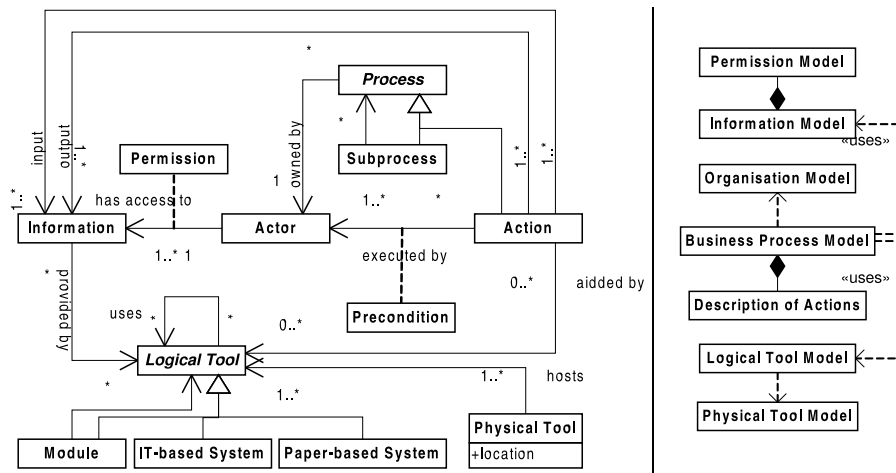 *
Process
input
output
1..*
*
owned by
Subprocess
1..*
1..*
Permission
1..*
has access to
1
1..*
*
Information
Actor
Action
1..* 1
executed by
*
provided by
0..*
aidded by
uses
*
*
0..*
Precondition
Logical Tool
*
1..*
1..*
hosts
Physical Tool
+location
Module
IT-based System
Paper-based System
Permission Model
Information Model
«uses»
Organisation Model
Business Process Model
«uses»
Description of Actions
Logical Tool Model
Physical Tool Model